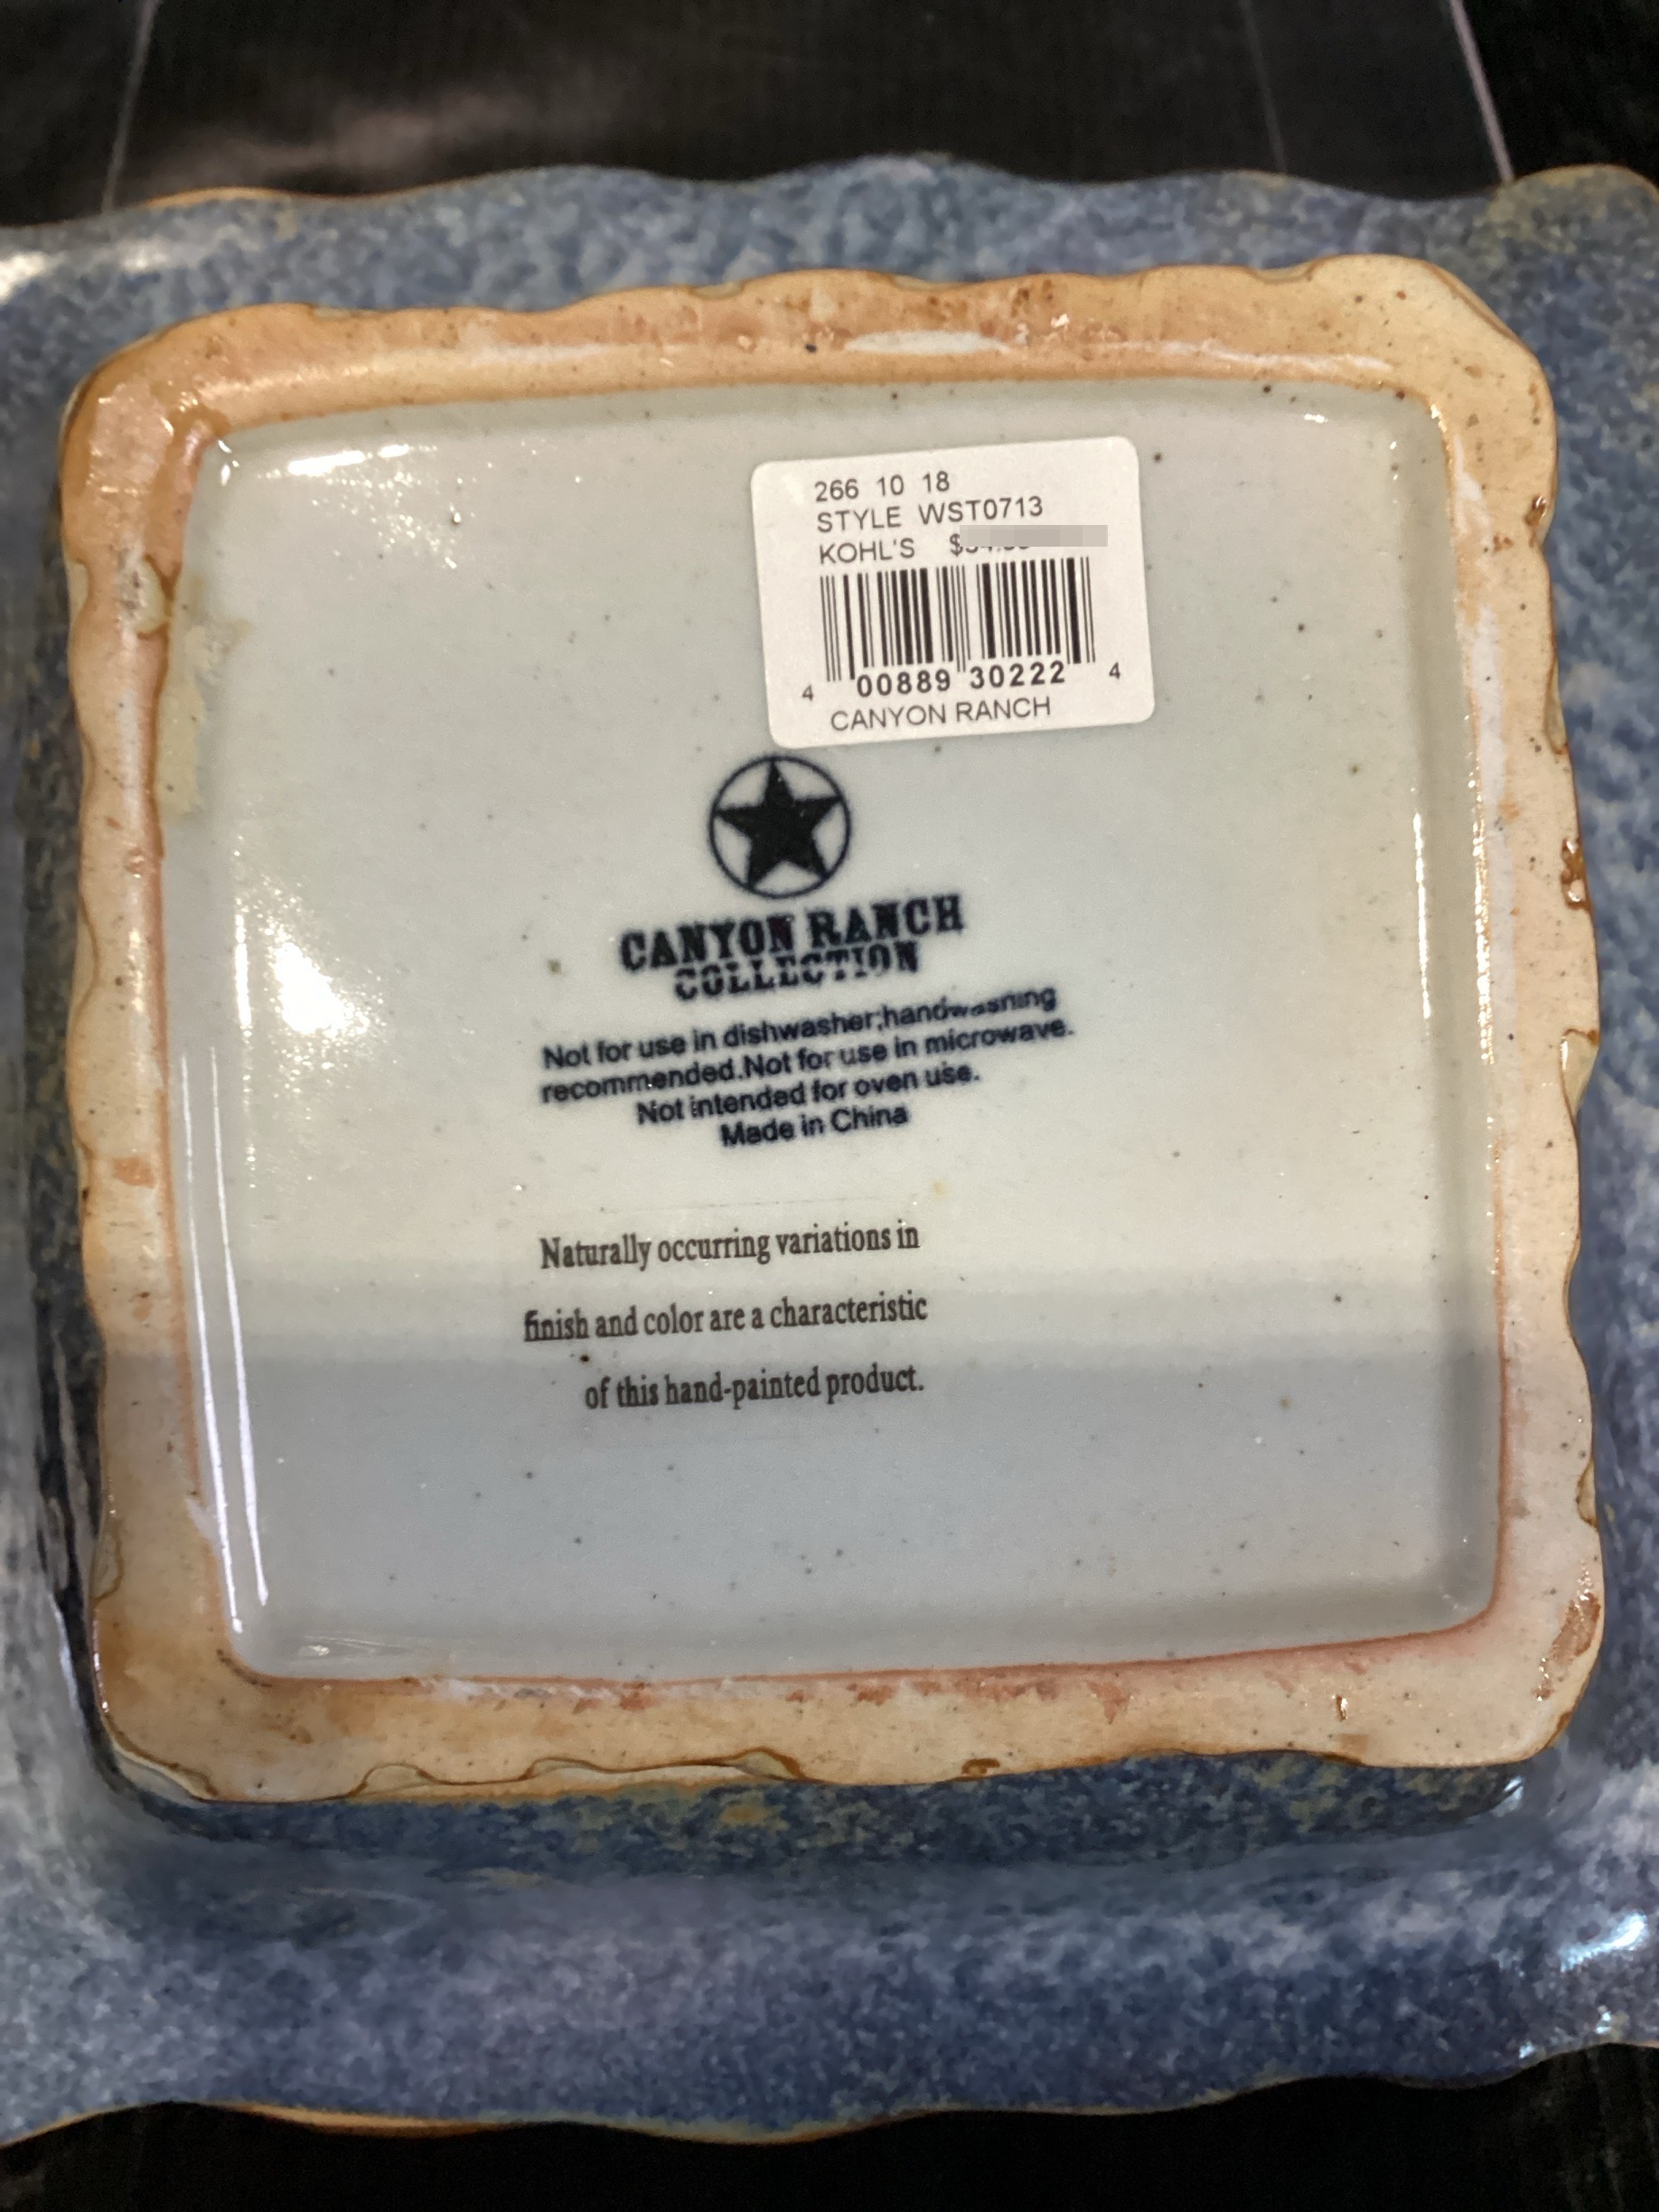 266 10 18
STYLE WST0713
KOHL'S $
4 00889 30222 4
CANYON RANCH
CANYON RANCH
COLLECTION
Not for use in dishwasher;handwashing
recommended.Not for use in microwave.
Not intended for oven use.
Made in China
Naturally occurring variations in
finish and color are a characteristic
of this hand-painted product.